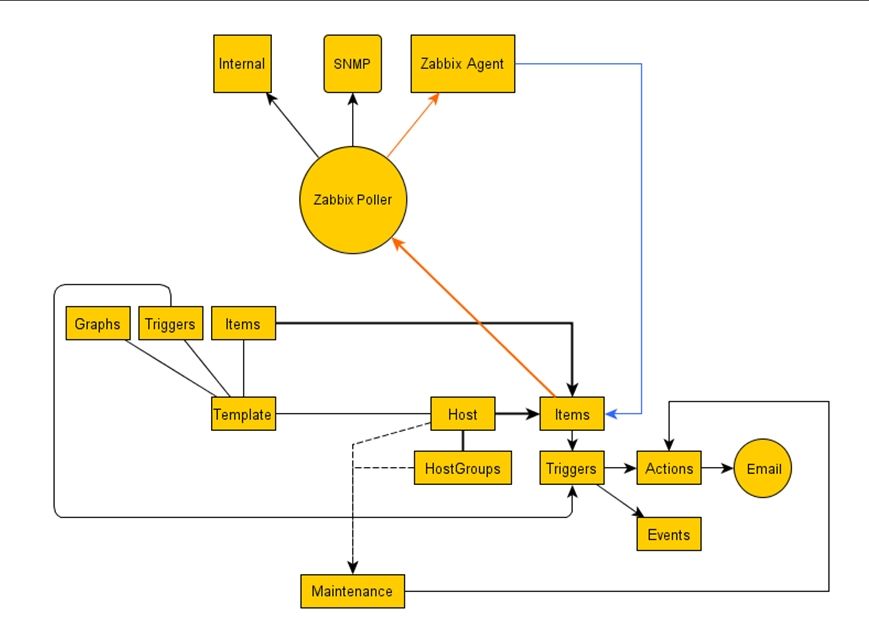 Internal
SNMP
Zabbix Agent
Zabbix Poller
Graphs
Triggers
Items
Template
Host
Items
HostGroups
Triggers
Actions
Email
Events
Maintenance